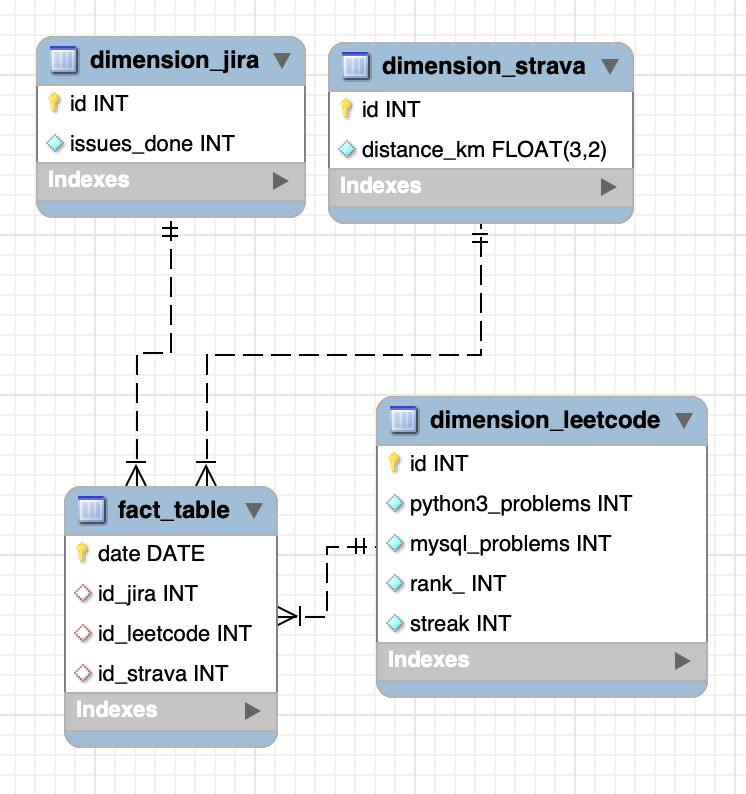 dimension_jira
id INT
issues_done INT
Indexes
dimension_strava
id INT
distance_km FLOAT(3,2)
Indexes
dimension_leetcode
id INT
python3_problems INT
mysql_problems INT
rank_ INT
streak INT
Indexes
fact_table
date DATE
id_jira INT
id_leetcode INT
id_strava INT
Indexes